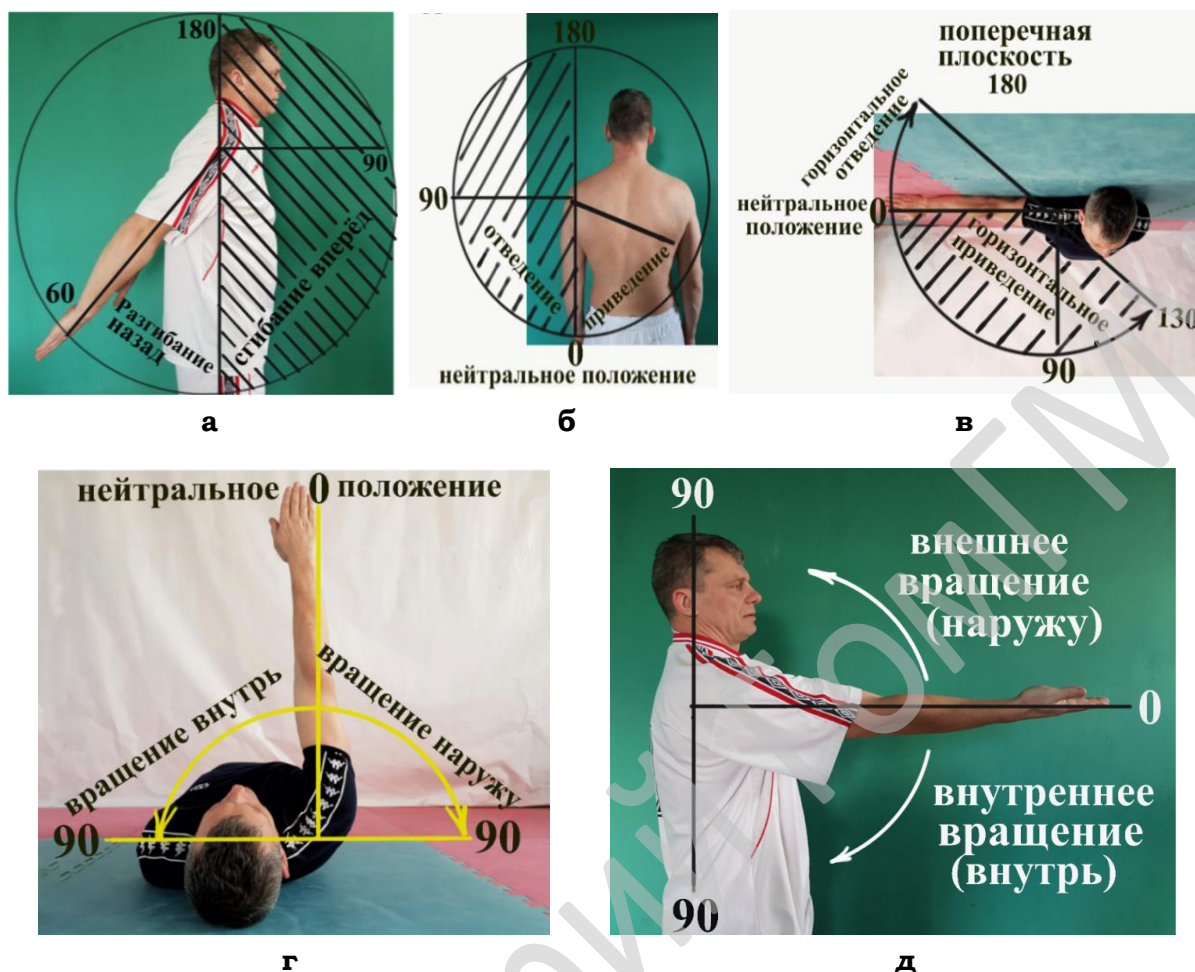 180
90
60
Разгибание
назад
сгибание вперёд
а
180
90
отведение
приведение
0
нейтральное положение
б
поперечная
плоскость
180
горизонтальное
отведение
нейтральное
положение
0
горизонтальное
приведение
130
90
в
нейтральное 0 положение
вращение внутрь
вращение наружу
90
90
г
90
внешнее
вращение
(наружу)
0
внутреннее
вращение
(внутрь)
90
д